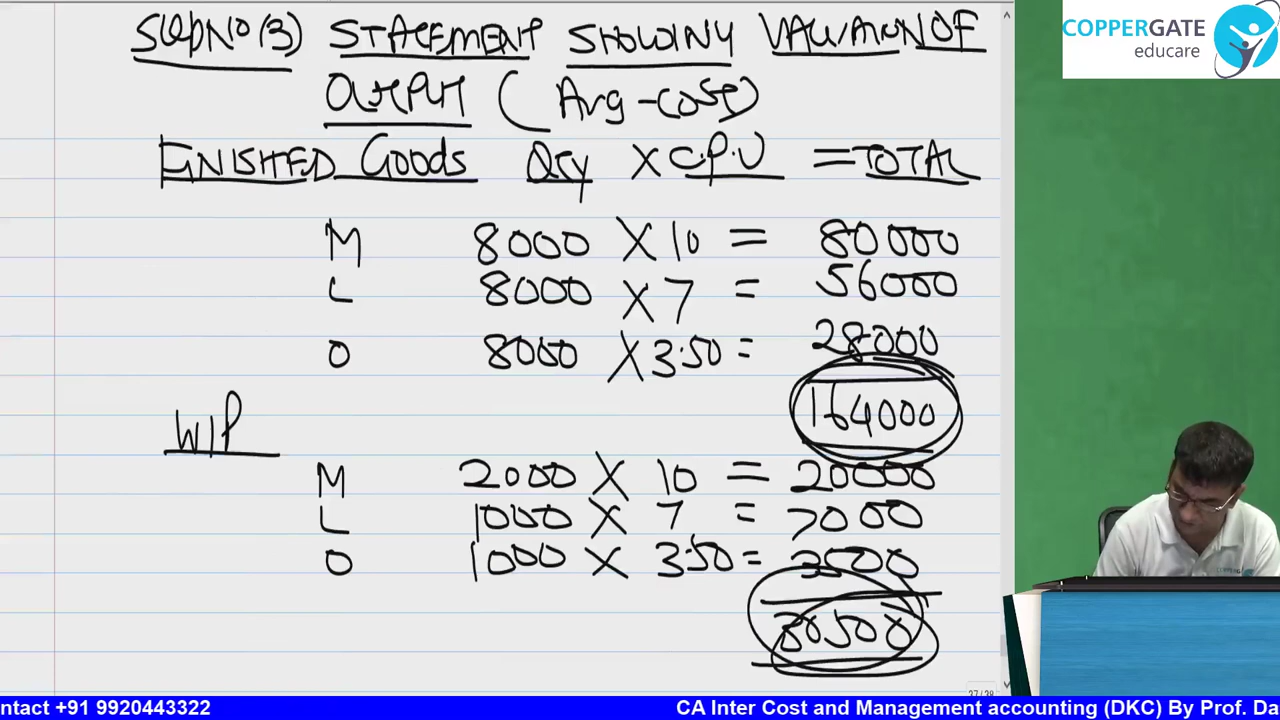 Step No (3) STATEMENT SHOWING VALUATION OF
OUTPUT (Avg-cost)
FINISHED GOODS Qty X C.P.U = TOTAL
M 8000 X 10 = 80000
L 8000 X 7 = 56000
O 8000 X 3.50 = 28000
164000
WIP
M 2000 X 10 = 20000
L 1000 X 7 = 7000
O 1000 X 3.50 = 3500
30500
COPPERGATE
educare
ntact +91 9920443322 CA Inter Cost and Management accounting (DKC) By Prof. Da